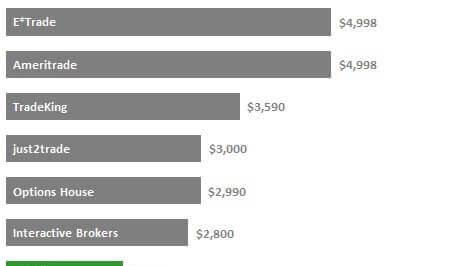 E*Trade $4,998
Ameritrade $4,998
TradeKing $3,590
just2trade $3,000
Options House $2,990
Interactive Brokers $2,800